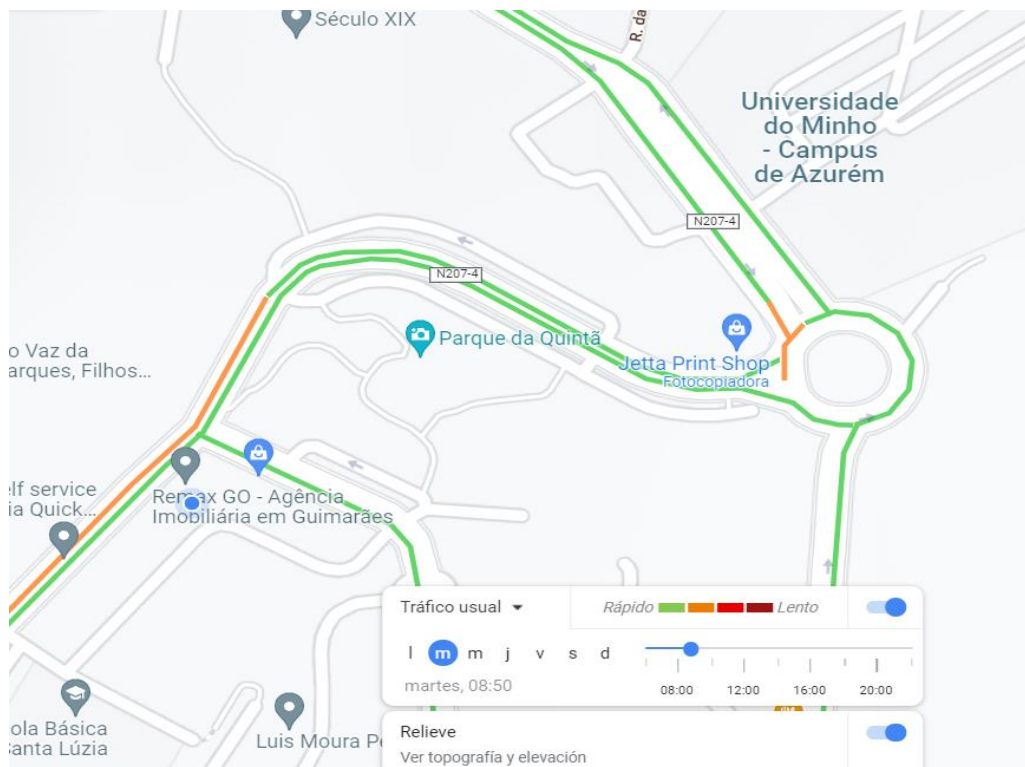 Século XIX
R. da
Universidade
do Minho
- Campus
de Azurém
N207-4
N207-4
Parque da Quintã
o Vaz da
arques, Filhos...
Jetta Print Shop
Fotocopiadora
elf service
ia Quick...
Remax GO - Agência
Imobiliária em Guimarães
Tráfico usual
Rápido
Lento
l m m j v s d
martes, 08:50
08:00 12:00 16:00 20:00
ola Básica
Santa Lúzia
Luis Moura Pe
Relieve
Ver topografía y elevación